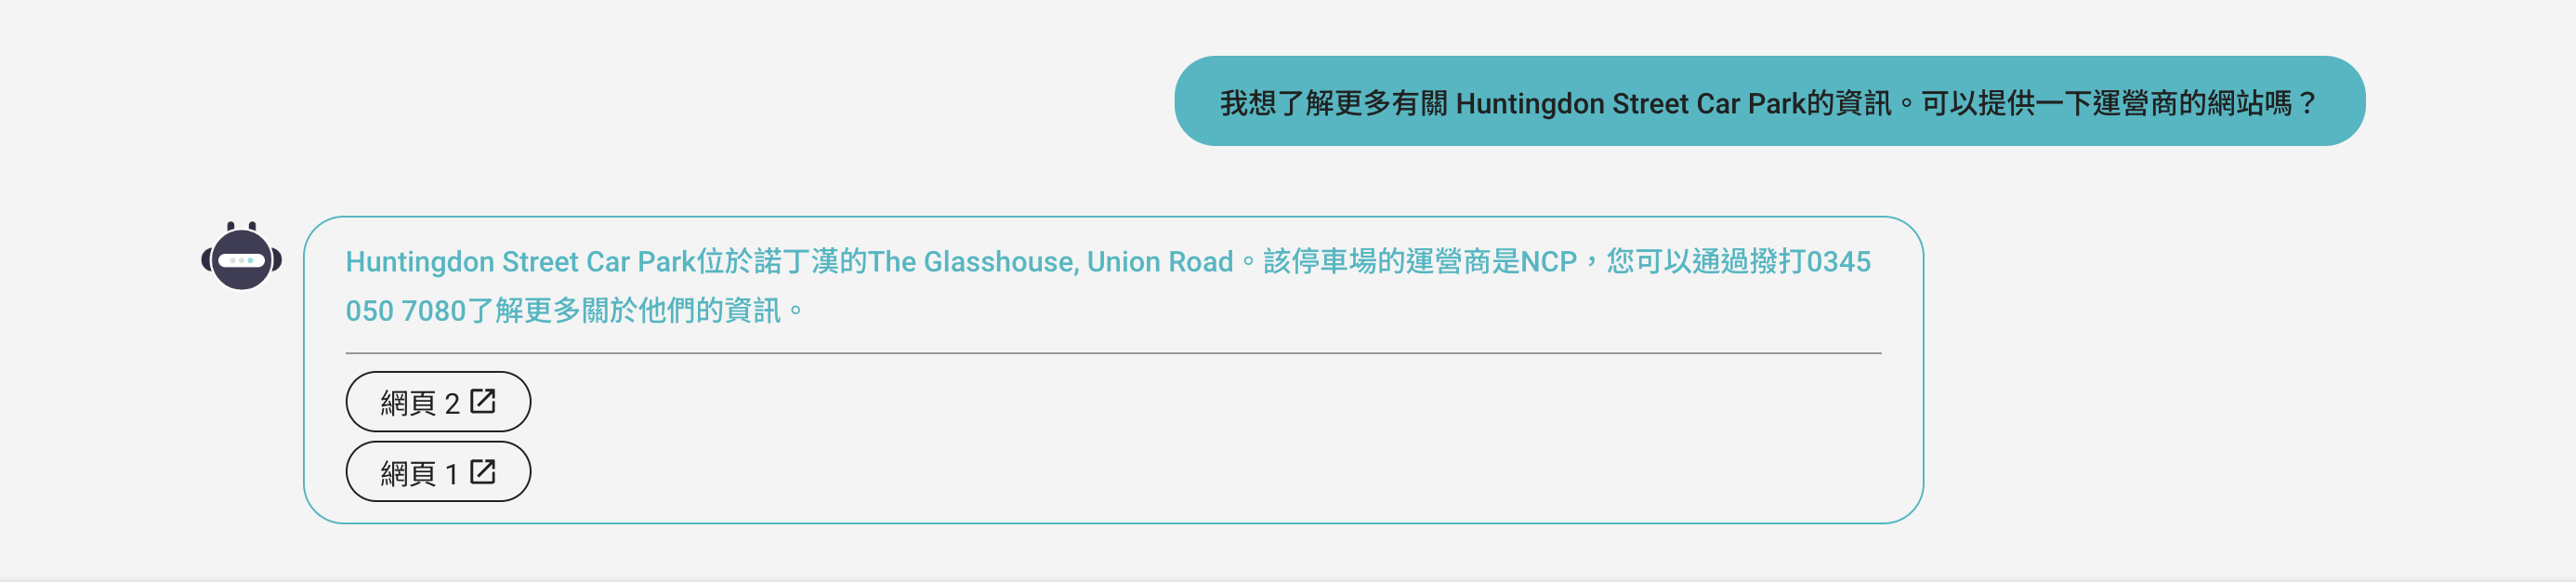 我想了解更多有關 Huntingdon Street Car Park的資訊。可以提供一下運營商的網站嗎？
Huntingdon Street Car Park位於諾丁漢的The Glasshouse, Union Road。該停車場的運營商是NCP，您可以通過撥打0345
050 7080了解更多關於他們的資訊。
網頁 2
網頁 1